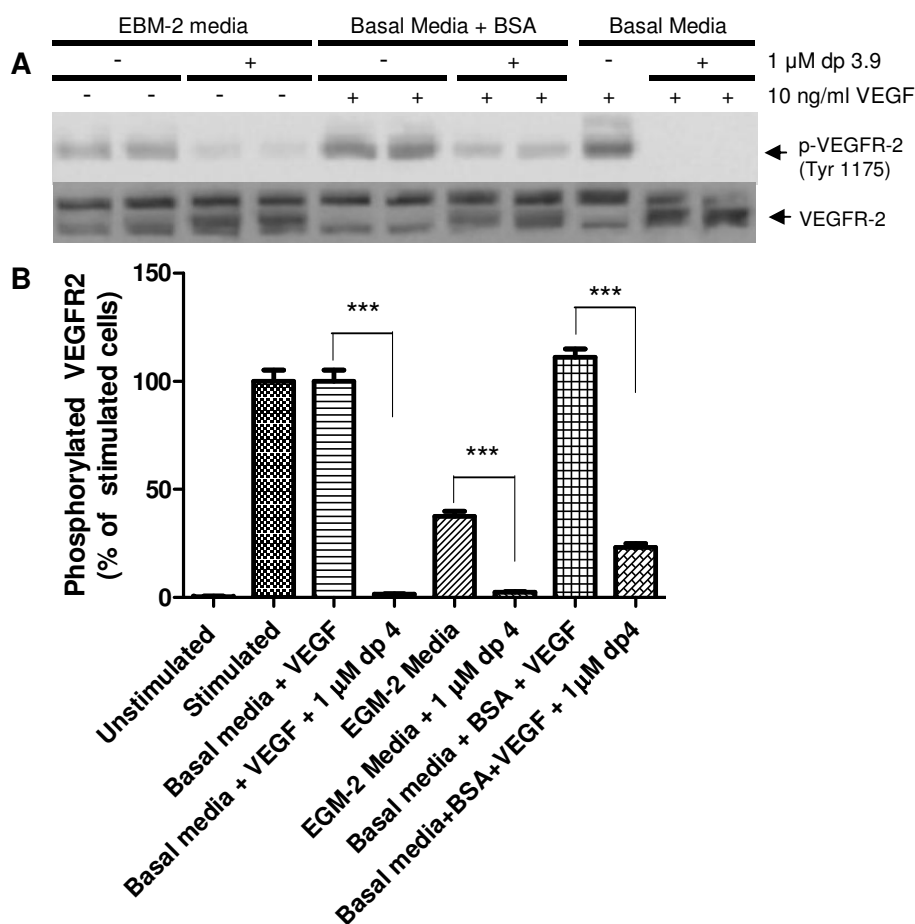 EBM-2 media Basal Media + BSA Basal Media
A - + - + - + 1 µM dp 3.9
- - - - + + + + + + + 10 ng/ml VEGF
p-VEGFR-2
(Tyr 1175)
VEGFR-2
B
Phosphorylated VEGFR2
(% of stimulated cells)
150
100
50
0
***
***
***
Unstimulated
Stimulated
Basal media + VEGF
Basal media + VEGF + 1 µM dp 4
EGM-2 Media
EGM-2 Media + 1 µM dp 4
Basal media + BSA + VEGF
Basal media+BSA+VEGF + 1µM dp4